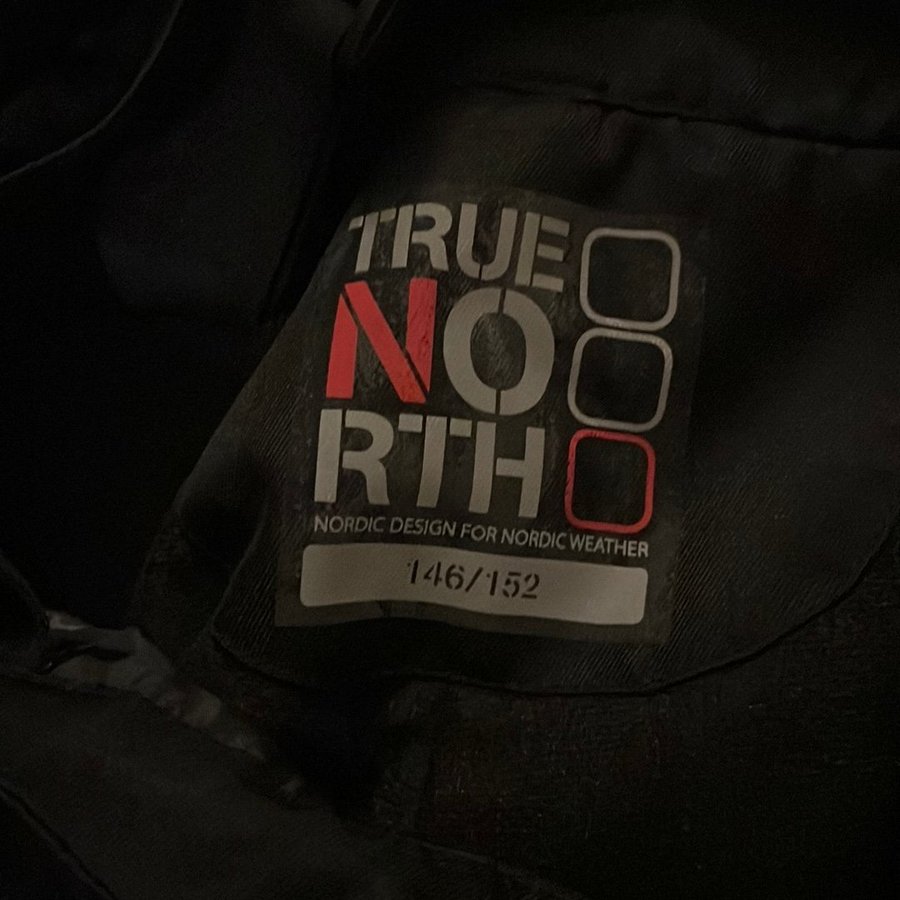 TRUE
NO
RTH
NORDIC DESIGN FOR NORDIC WEATHER
146/152